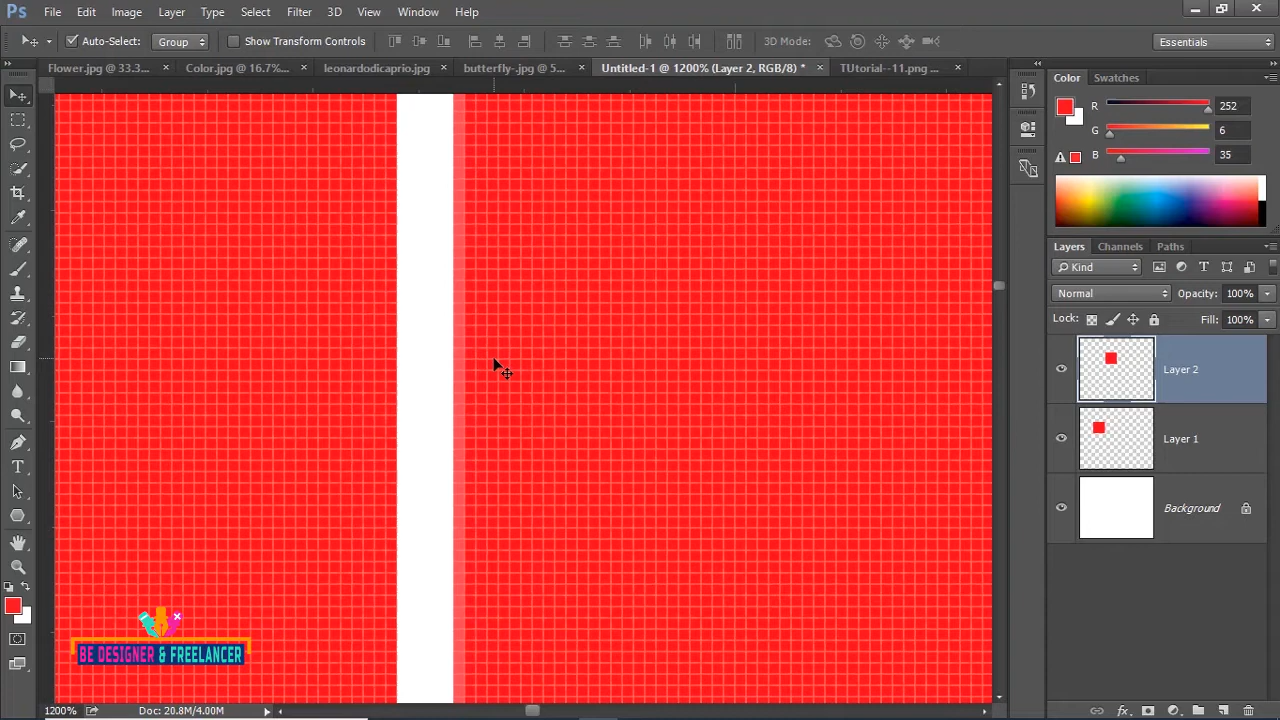 Ps File Edit Image Layer Type Select Filter 3D View Window Help
Auto-Select: Group Show Transform Controls 3D Mode: Essentials
Flower.jpg @ 33.3... × Color.jpg @ 16.7%... × leonardodicaprio.jpg × butterfly-.jpg @ 5... × Untitled-1 @ 1200% (Layer 2, RGB/8) * × TUtorial--11.png ... ×
Color Swatches
R 252
G 6
B 35
Layers Channels Paths
Kind
Normal Opacity: 100%
Lock: Fill: 100%
Layer 2
Layer 1
Background
BE DESIGNER & FREELANCER
1200% Doc: 20.8M/4.00M
fx